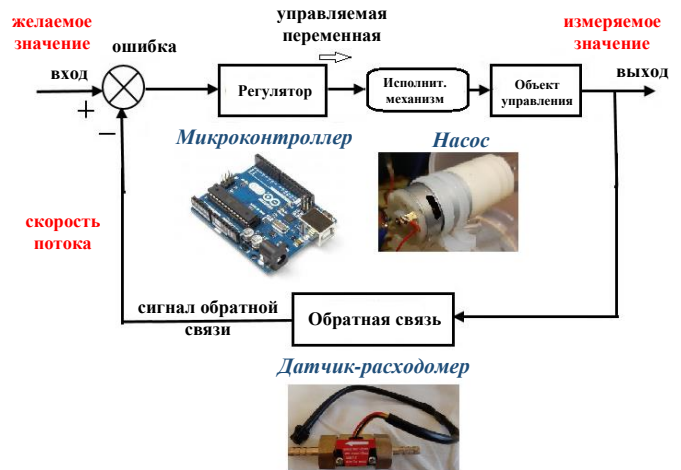 желаемое
значение
ошибка
управляемая
переменная
измеряемое
значение
вход
выход
+
−
Регулятор
Исполнит.
механизм
Объект
управления
Микроконтроллер
Насос
скорость
потока
сигнал обратной
связи
Обратная связь
Датчик-расходомер